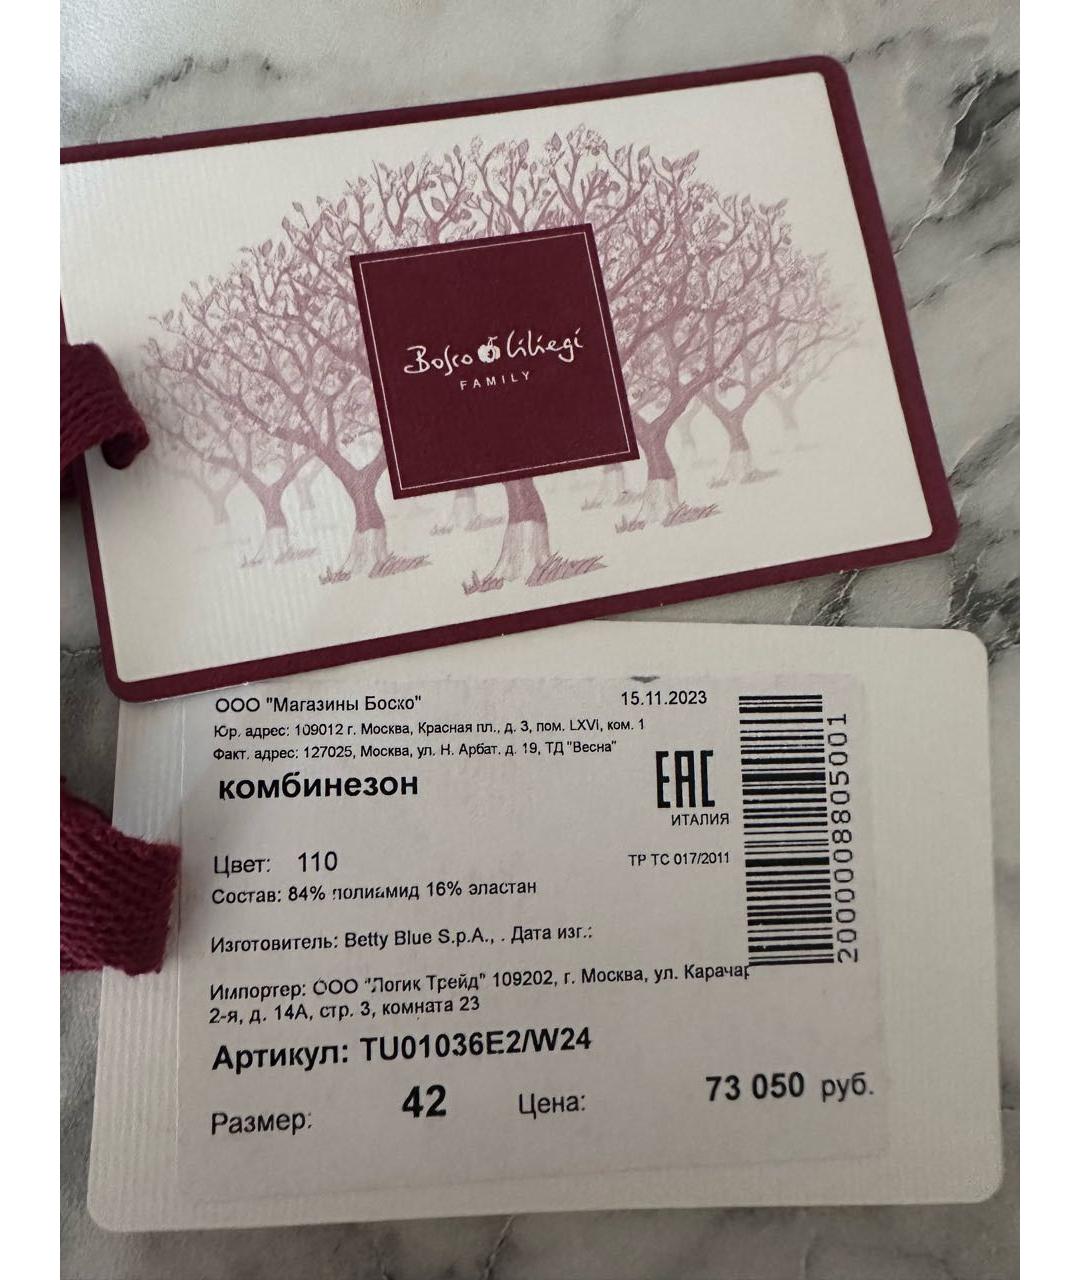 Bosco Ciliegi
FAMILY
ООО "Магазины Боско"
15.11.2023
Юр. адрес: 109012 г. Москва, Красная пл., д. 3, пом. LXVI, ком. 1
Факт. адрес: 127025, Москва, ул. Н. Арбат. д. 19, ТД "Весна"
комбинезон
EAC
ИТАЛИЯ
Цвет: 110
ТР ТС 017/2011
Состав: 84% полиамид 16% эластан
Изготовитель: Betty Blue S.p.A., . Дата изг.:
Импортер: ООО "Логик Трейд" 109202, г. Москва, ул. Карачар
2-я, д. 14А, стр. 3, комната 23
Артикул: TU01036E2/W24
Размер: 42 Цена: 73 050 руб.
2000008805001